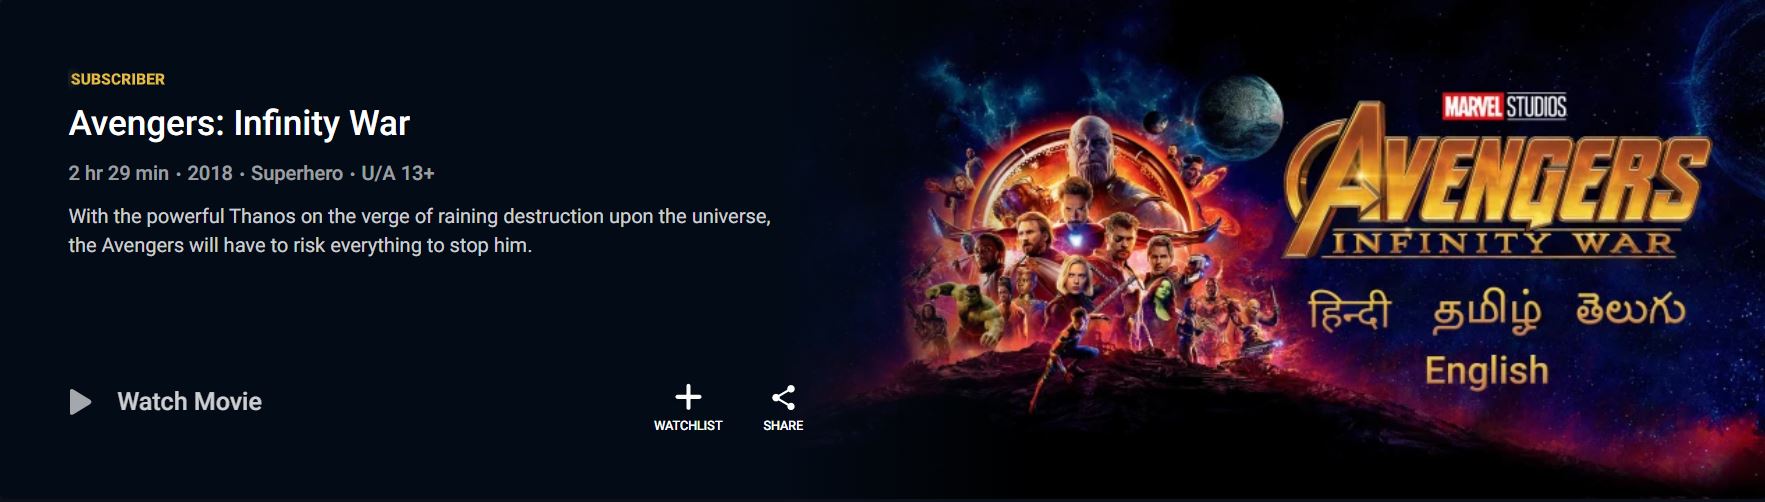 SUBSCRIBER
Avengers: Infinity War
2 hr 29 min • 2018 • Superhero • U/A 13+
With the powerful Thanos on the verge of raining destruction upon the universe,
the Avengers will have to risk everything to stop him.
Watch Movie
WATCHLIST
SHARE
MARVEL STUDIOS
AVENGERS
INFINITY WAR
हिन्दी தமிழ் తెలుగు
English